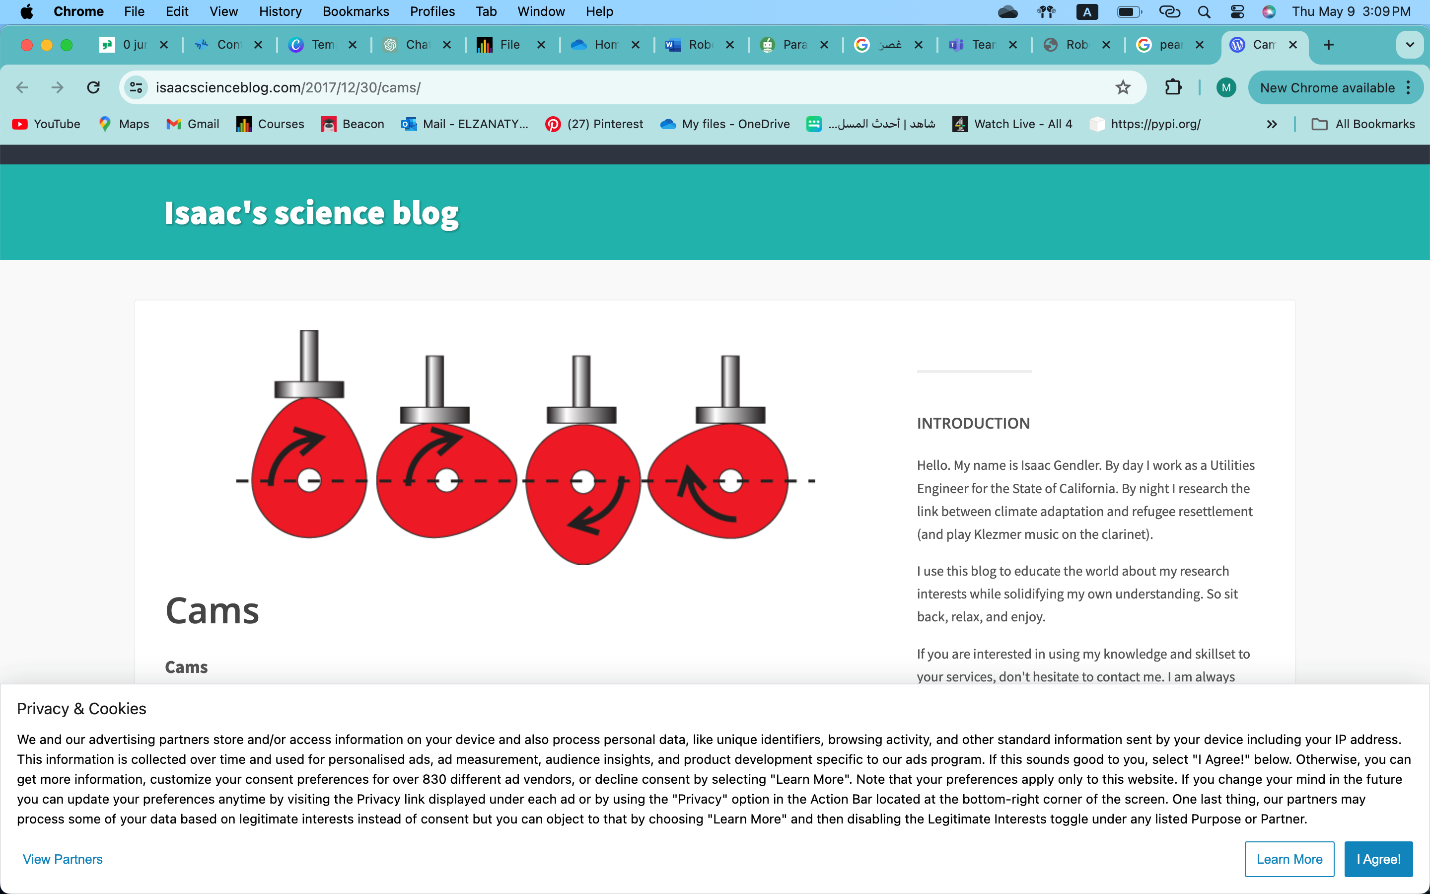 Chrome File Edit View History Bookmarks Profiles Tab Window Help A Thu May 9 3:09 PM
0 jur Con Tem Cha File Hon Rob Para غصز Tear Rob pear Cam
isaacscienceblog.com/2017/12/30/cams/ M New Chrome available
YouTube Maps Gmail Courses Beacon Mail - ELZANATY... (27) Pinterest My files - OneDrive شاهد | أحدث المسل... Watch Live - All 4 https://pypi.org/ » All Bookmarks
Isaac's science blog
INTRODUCTION
Hello. My name is Isaac Gendler. By day I work as a Utilities
Engineer for the State of California. By night I research the
link between climate adaptation and refugee resettlement
(and play Klezmer music on the clarinet).
I use this blog to educate the world about my research
interests while solidifying my own understanding. So sit
back, relax, and enjoy.
If you are interested in using my knowledge and skillset to
your services, don't hesitate to contact me. I am always
Cams
Cams
Privacy & Cookies
We and our advertising partners store and/or access information on your device and also process personal data, like unique identifiers, browsing activity, and other standard information sent by your device including your IP address.
This information is collected over time and used for personalised ads, ad measurement, audience insights, and product development specific to our ads program. If this sounds good to you, select "I Agree!" below. Otherwise, you can
get more information, customize your consent preferences for over 830 different ad vendors, or decline consent by selecting "Learn More". Note that your preferences apply only to this website. If you change your mind in the future
you can update your preferences anytime by visiting the Privacy link displayed under each ad or by using the "Privacy" option in the Action Bar located at the bottom-right corner of the screen. One last thing, our partners may
process some of your data based on legitimate interests instead of consent but you can object to that by choosing "Learn More" and then disabling the Legitimate Interests toggle under any listed Purpose or Partner.
View Partners Learn More I Agree!